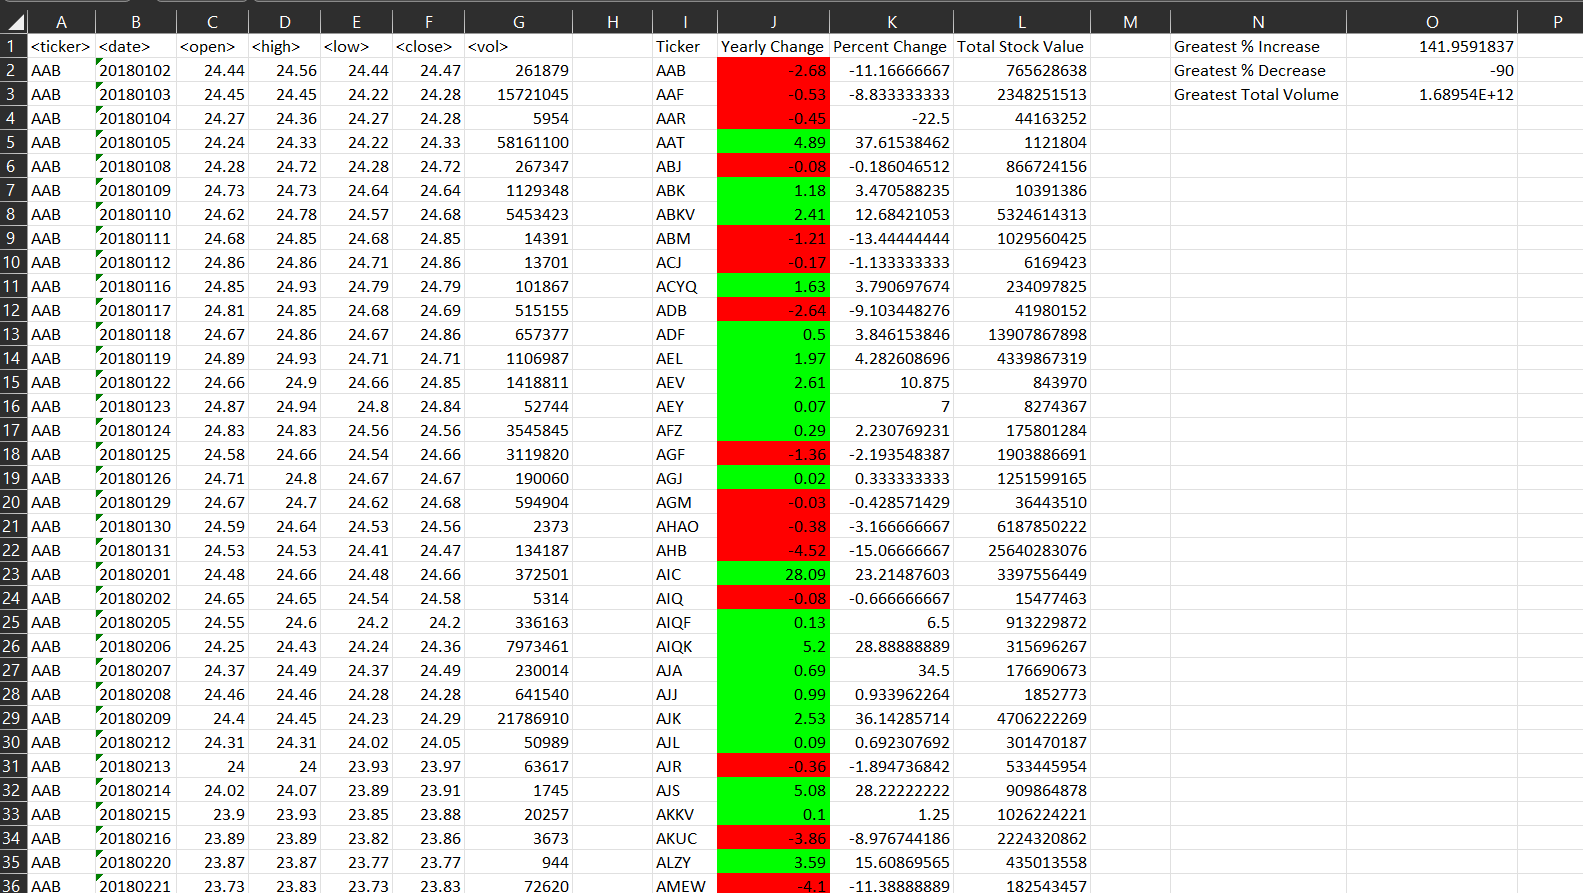 A B C D E F G H I J K L M N O P
1 <ticker> <date> <open> <high> <low> <close> <vol> Ticker Yearly Change Percent Change Total Stock Value Greatest % Increase 141.9591837
2 AAB 20180102 24.44 24.56 24.44 24.47 261879 AAB -2.68 -11.16666667 765628638 Greatest % Decrease -90
3 AAB 20180103 24.45 24.45 24.22 24.28 15721045 AAF -0.53 -8.833333333 2348251513 Greatest Total Volume 1.68954E+12
4 AAB 20180104 24.27 24.36 24.27 24.28 5954 AAR -0.45 -22.5 44163252
5 AAB 20180105 24.24 24.33 24.22 24.33 58161100 AAT 4.89 37.61538462 1121804
6 AAB 20180108 24.28 24.72 24.28 24.72 267347 ABJ -0.08 -0.186046512 866724156
7 AAB 20180109 24.73 24.73 24.64 24.64 1129348 ABK 1.18 3.470588235 10391386
8 AAB 20180110 24.62 24.78 24.57 24.68 5453423 ABKV 2.41 12.68421053 5324614313
9 AAB 20180111 24.68 24.85 24.68 24.85 14391 ABM -1.21 -13.44444444 1029560425
10 AAB 20180112 24.86 24.86 24.71 24.86 13701 ACJ -0.17 -1.133333333 6169423
11 AAB 20180116 24.85 24.93 24.79 24.79 101867 ACYQ 1.63 3.790697674 234097825
12 AAB 20180117 24.81 24.85 24.68 24.69 515155 ADB -2.64 -9.103448276 41980152
13 AAB 20180118 24.67 24.86 24.67 24.86 657377 ADF 0.5 3.846153846 13907867898
14 AAB 20180119 24.89 24.93 24.71 24.71 1106987 AEL 1.97 4.282608696 4339867319
15 AAB 20180122 24.66 24.9 24.66 24.85 1418811 AEV 2.61 10.875 843970
16 AAB 20180123 24.87 24.94 24.8 24.84 52744 AEY 0.07 7 8274367
17 AAB 20180124 24.83 24.83 24.56 24.56 3545845 AFZ 0.29 2.230769231 175801284
18 AAB 20180125 24.58 24.66 24.54 24.66 3119820 AGF -1.36 -2.193548387 1903886691
19 AAB 20180126 24.71 24.8 24.67 24.67 190060 AGJ 0.02 0.333333333 1251599165
20 AAB 20180129 24.67 24.7 24.62 24.68 594904 AGM -0.03 -0.428571429 36443510
21 AAB 20180130 24.59 24.64 24.53 24.56 2373 AHAO -0.38 -3.166666667 6187850222
22 AAB 20180131 24.53 24.53 24.41 24.47 134187 AHB -4.52 -15.06666667 25640283076
23 AAB 20180201 24.48 24.66 24.48 24.66 372501 AIC 28.09 23.21487603 3397556449
24 AAB 20180202 24.65 24.65 24.54 24.58 5314 AIQ -0.08 -0.666666667 15477463
25 AAB 20180205 24.55 24.6 24.2 24.2 336163 AIQF 0.13 6.5 913229872
26 AAB 20180206 24.25 24.43 24.24 24.36 7973461 AIQK 5.2 28.88888889 315696267
27 AAB 20180207 24.37 24.49 24.37 24.49 230014 AJA 0.69 34.5 176690673
28 AAB 20180208 24.46 24.46 24.28 24.28 641540 AJJ 0.99 0.933962264 1852773
29 AAB 20180209 24.4 24.45 24.23 24.29 21786910 AJK 2.53 36.14285714 4706222269
30 AAB 20180212 24.31 24.31 24.02 24.05 50989 AJL 0.09 0.692307692 301470187
31 AAB 20180213 24 24 23.93 23.97 63617 AJR -0.36 -1.894736842 533445954
32 AAB 20180214 24.02 24.07 23.89 23.91 1745 AJS 5.08 28.22222222 909864878
33 AAB 20180215 23.9 23.93 23.85 23.88 20257 AKKV 0.1 1.25 1026224221
34 AAB 20180216 23.89 23.89 23.82 23.86 3673 AKUC -3.86 -8.976744186 2224320862
35 AAB 20180220 23.87 23.87 23.77 23.77 944 ALZY 3.59 15.60869565 435013558
36 AAB 20180221 23.73 23.83 23.73 23.83 72620 AMEW -4.1 -11.38888889 182543457